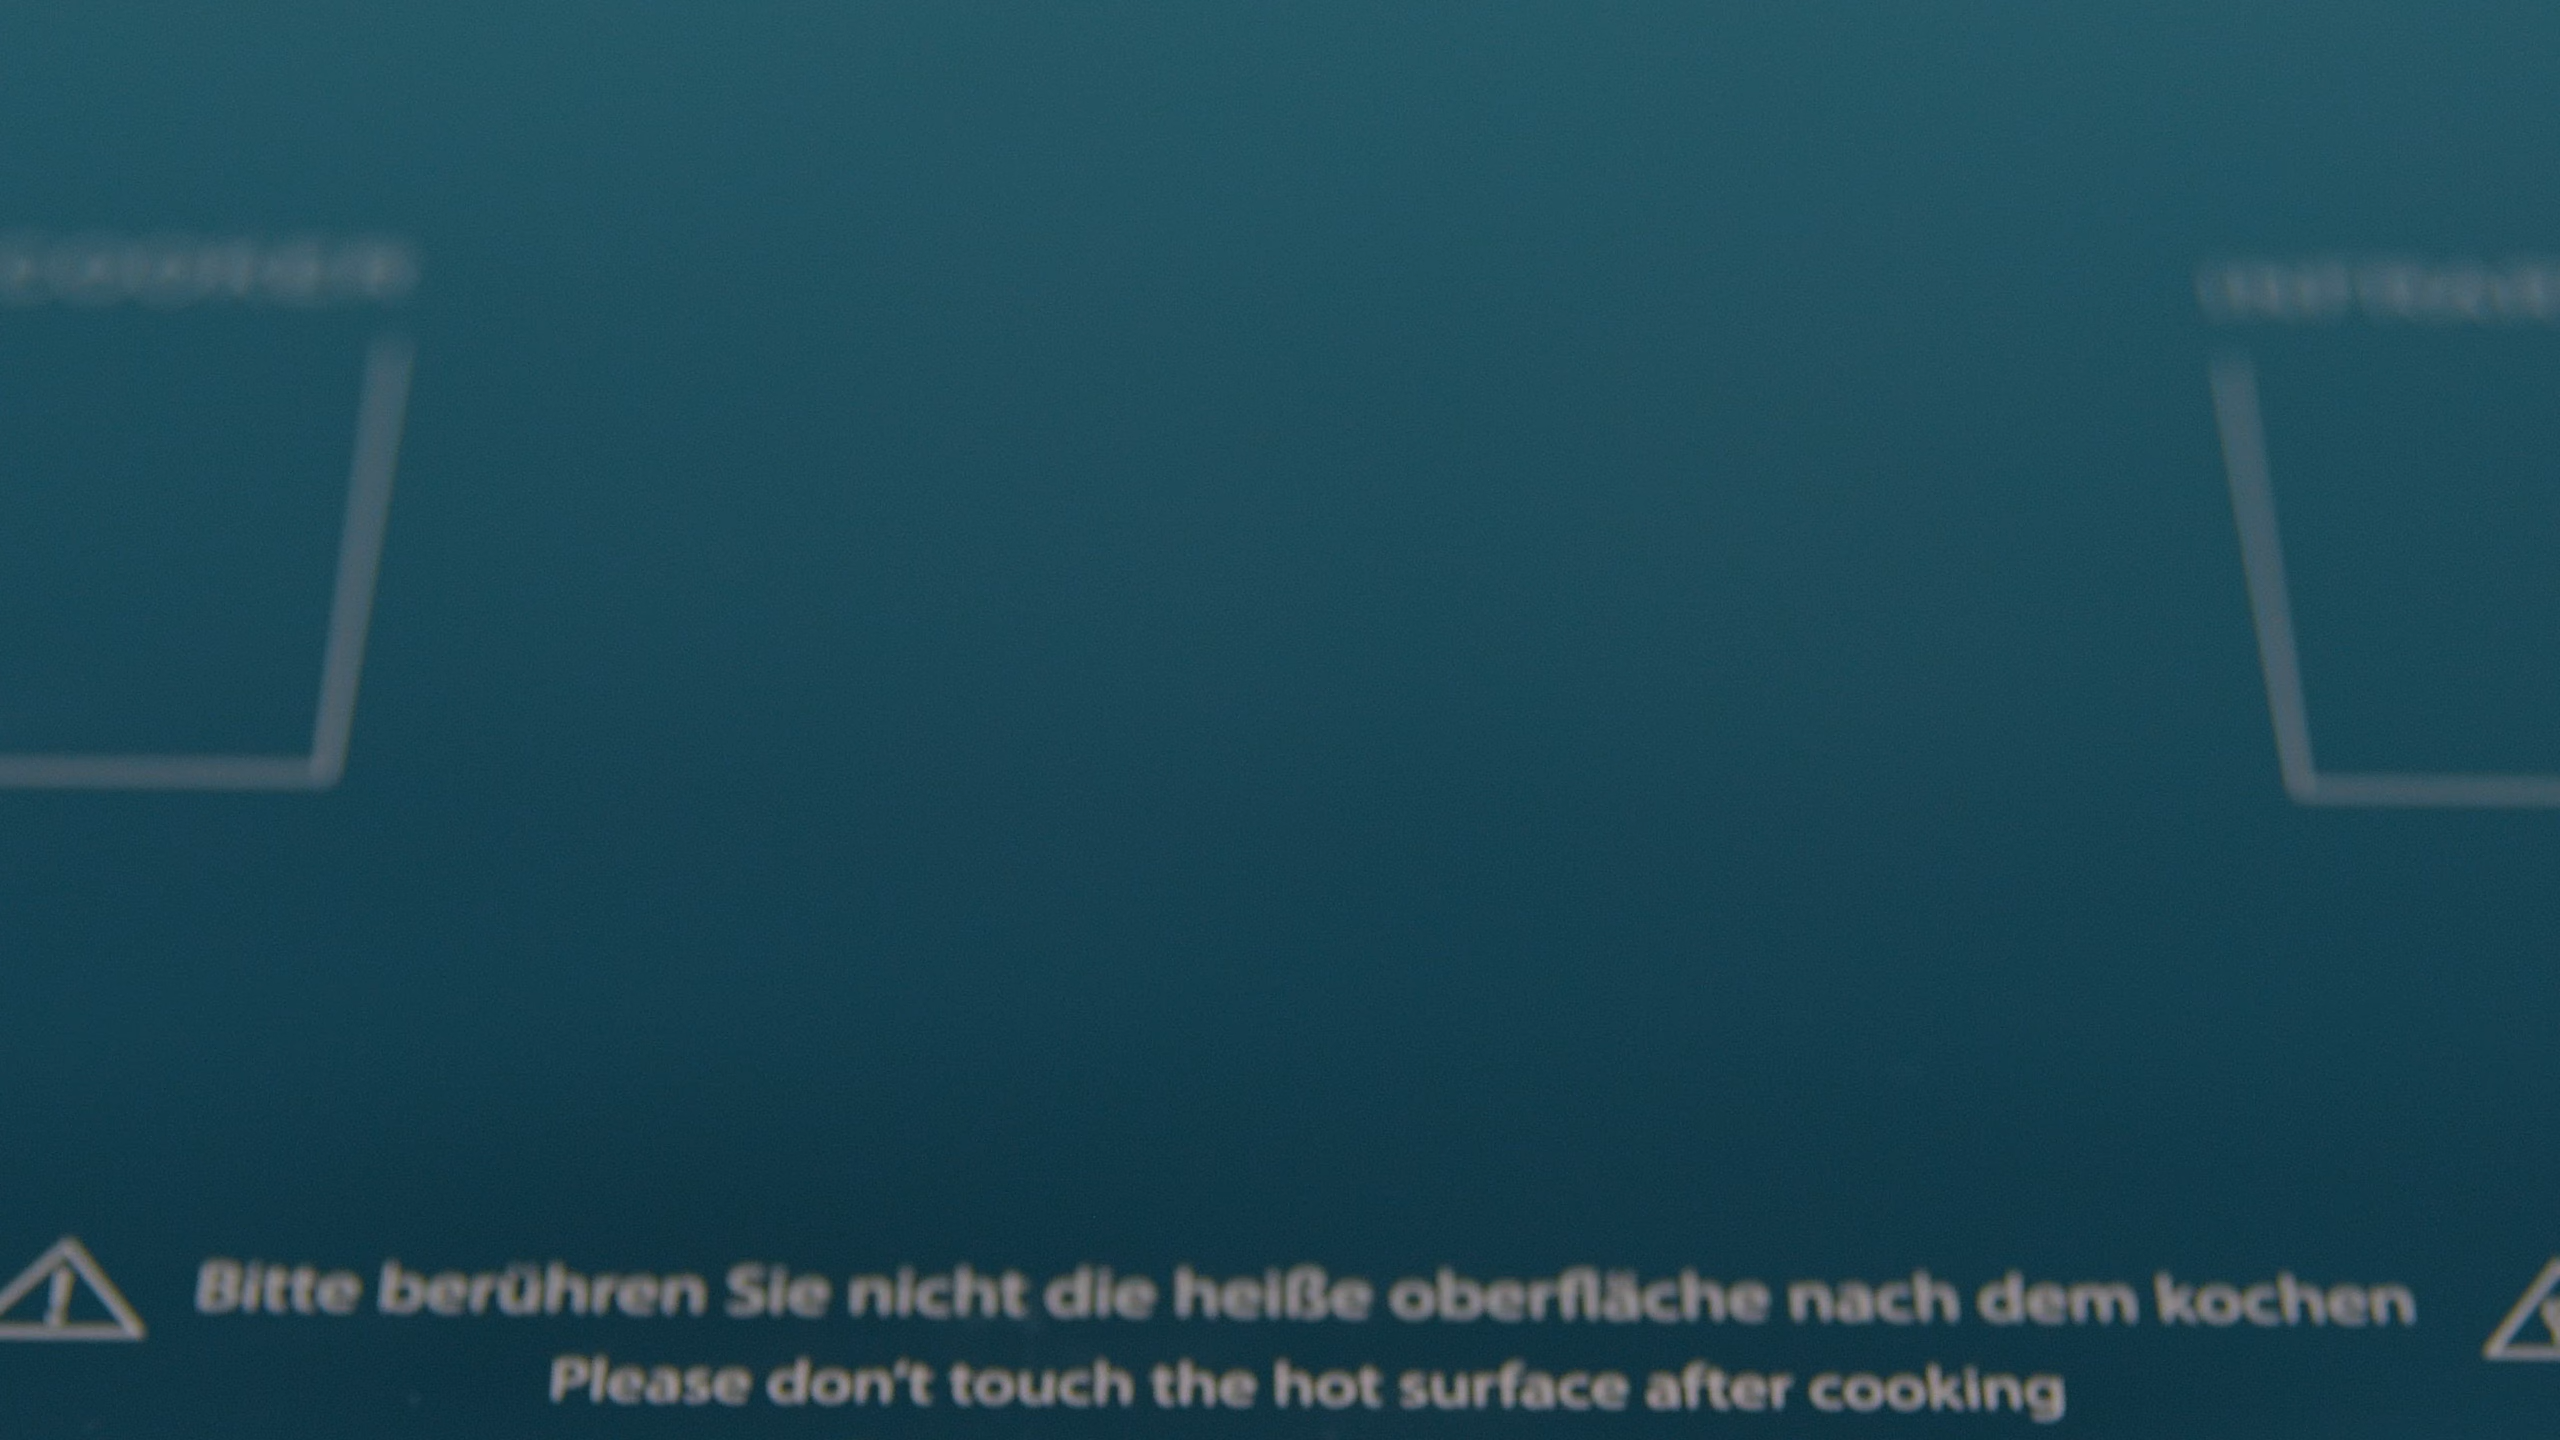 Bitte berühren Sie nicht die heiße oberfläche nach dem kochen
Please don't touch the hot surface after cooking